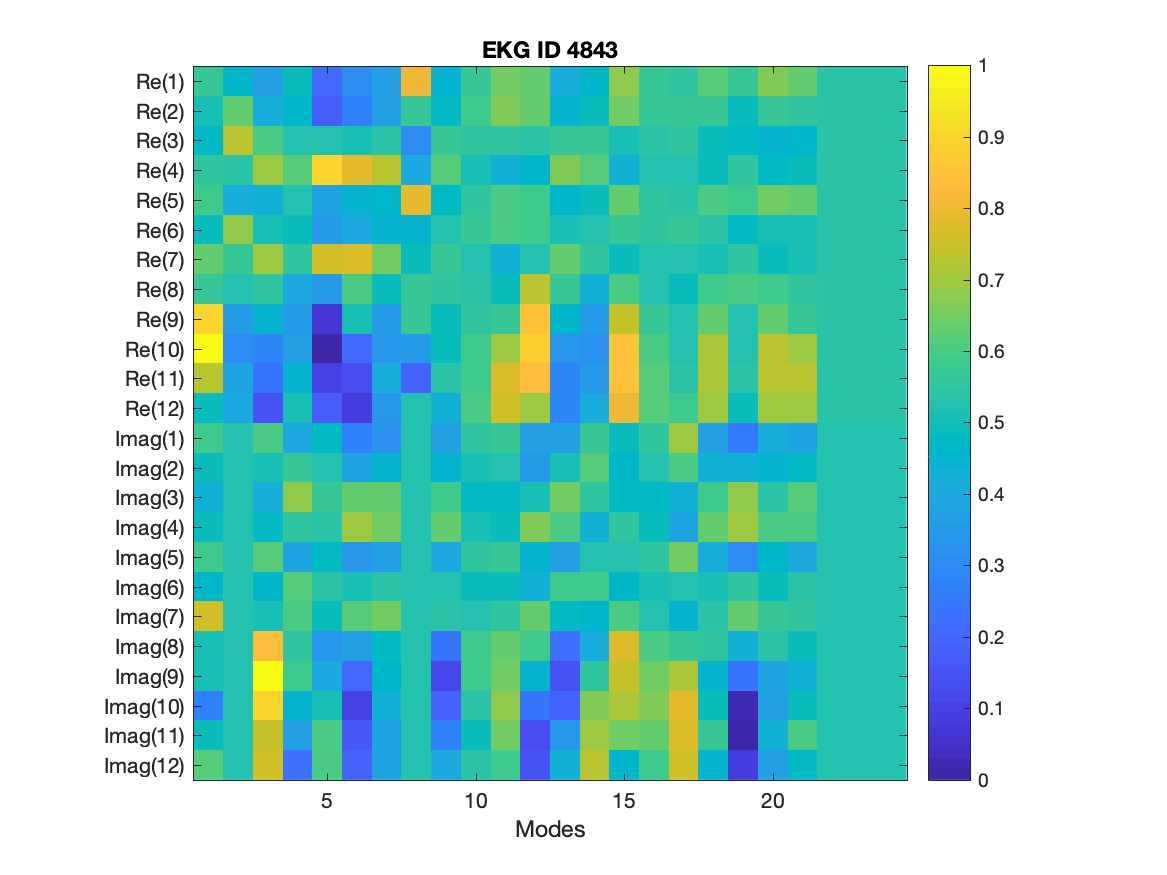 EKG ID 4843
Re(1)
Re(2)
Re(3)
Re(4)
Re(5)
Re(6)
Re(7)
Re(8)
Re(9)
Re(10)
Re(11)
Re(12)
Imag(1)
Imag(2)
Imag(3)
Imag(4)
Imag(5)
Imag(6)
Imag(7)
Imag(8)
Imag(9)
Imag(10)
Imag(11)
Imag(12)
5 10 15 20
Modes
1
0.9
0.8
0.7
0.6
0.5
0.4
0.3
0.2
0.1
0